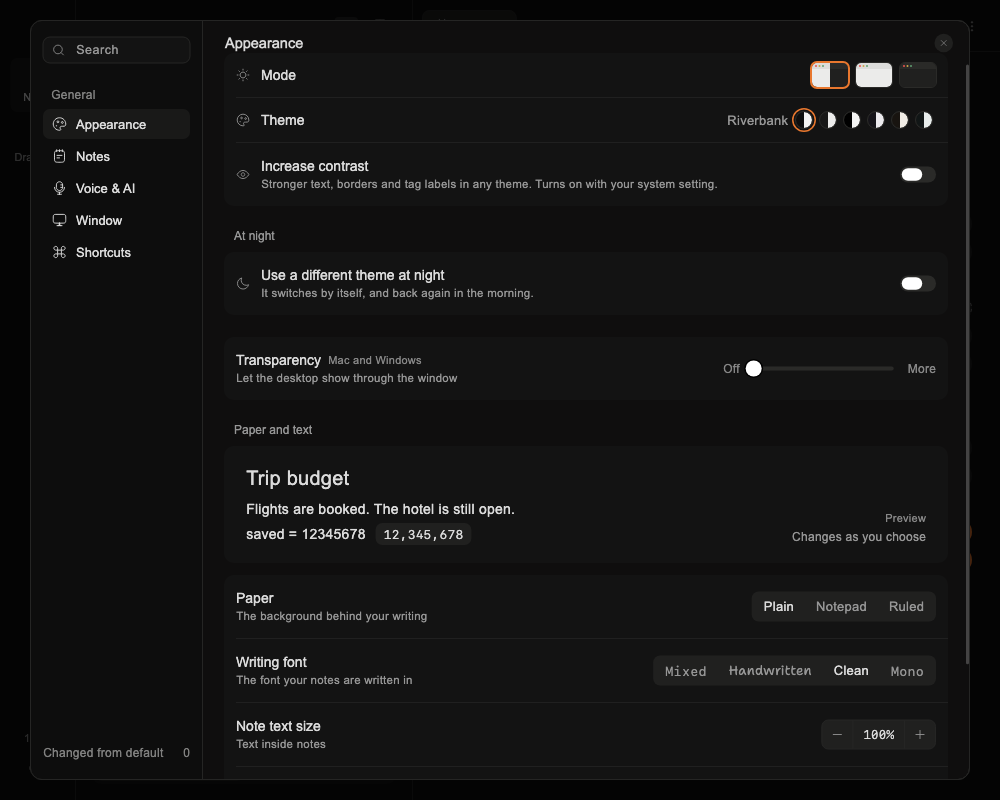 Search
General
Appearance
Notes
Voice & AI
Window
Shortcuts
Changed from default 0
Appearance
Mode
Theme
Riverbank
Increase contrast
Stronger text, borders and tag labels in any theme. Turns on with your system setting.
At night
Use a different theme at night
It switches by itself, and back again in the morning.
Transparency Mac and Windows
Let the desktop show through the window
Off More
Paper and text
Trip budget
Flights are booked. The hotel is still open.
saved = 12345678 12,345,678
Preview
Changes as you choose
Paper
The background behind your writing
Plain Notepad Ruled
Writing font
The font your notes are written in
Mixed Handwritten Clean Mono
Note text size
Text inside notes
− 100% +